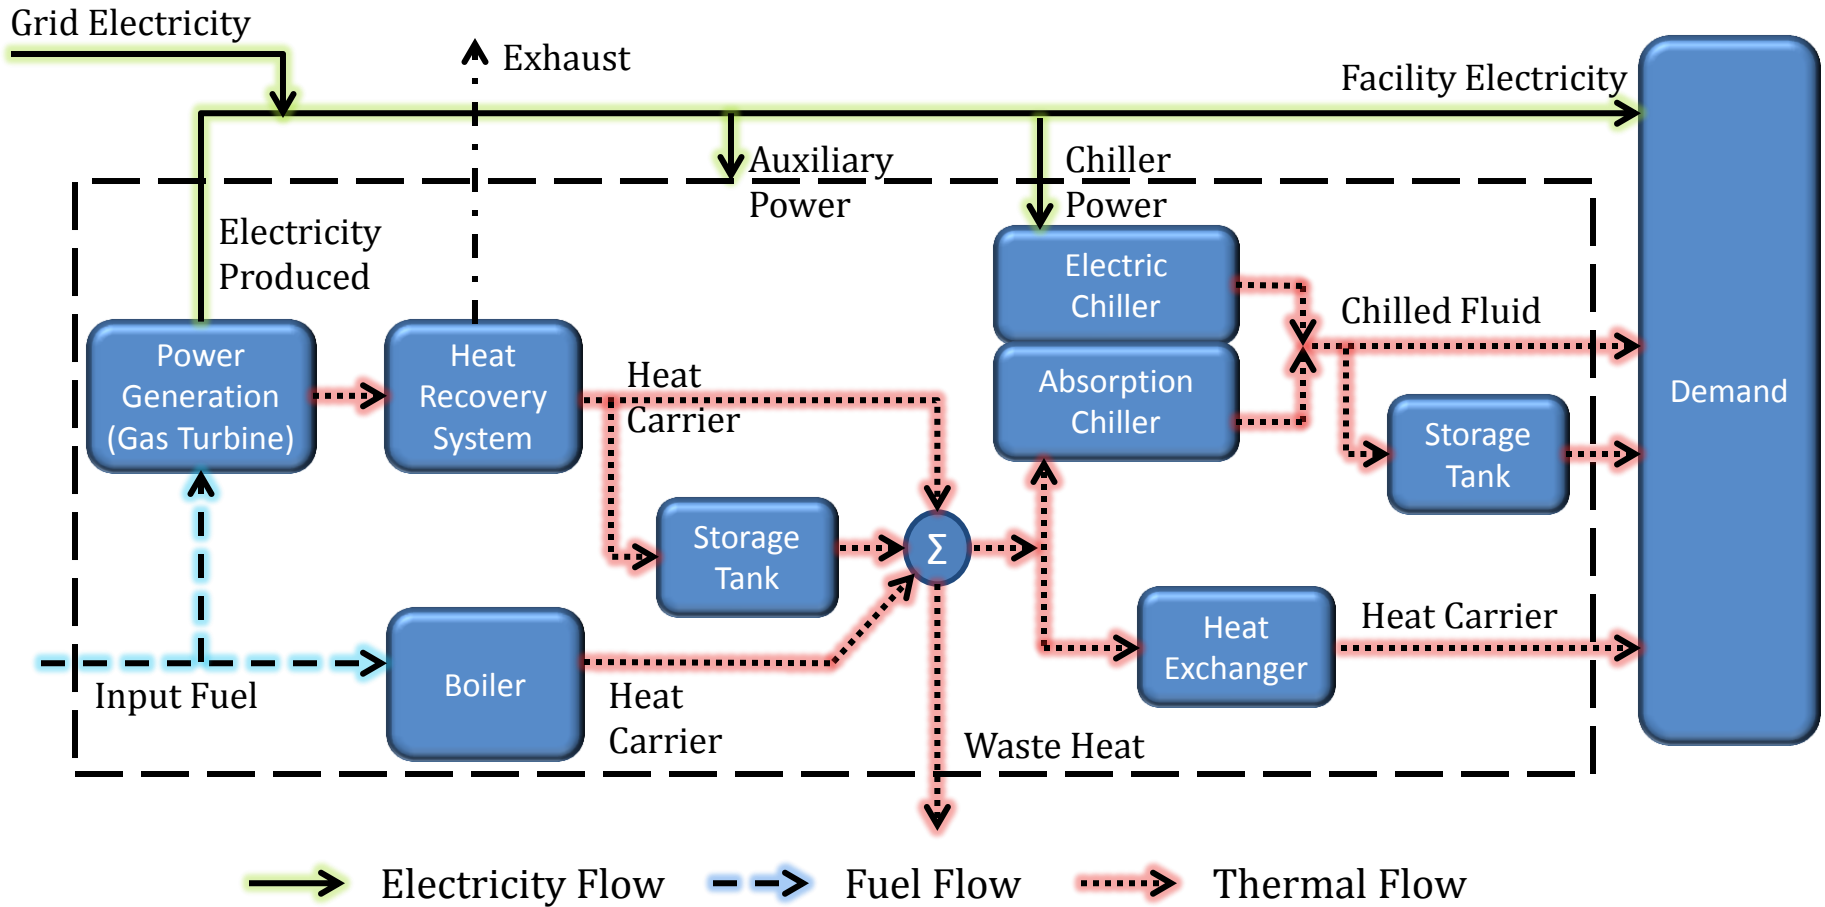 Grid Electricity
Exhaust
Facility Electricity
Auxiliary
Power
Chiller
Power
Electricity
Produced
Electric
Chiller
Chilled Fluid
Power
Generation
(Gas Turbine)
Heat
Recovery
System
Heat
Carrier
Absorption
Chiller
Demand
Storage
Tank
Storage
Tank
Σ
Heat
Exchanger
Heat Carrier
Input Fuel
Boiler
Heat
Carrier
Waste Heat
Electricity Flow
Fuel Flow
Thermal Flow